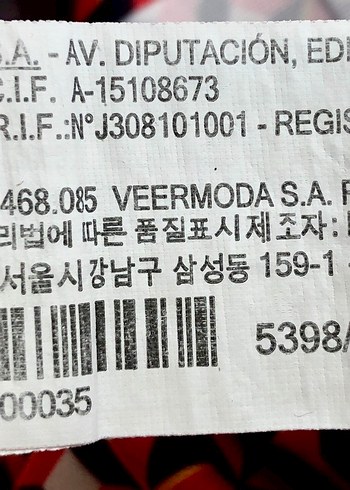 S.A. - AV. DIPUTACIÓN, EDI
C.I.F. A-15108673
R.I.F.:N°J308101001 - REGIS
468.085 VEERMODA S.A. R
리법에 따른 품질표시제조자:
서울시강남구 삼성동 159-1
5398/
00035